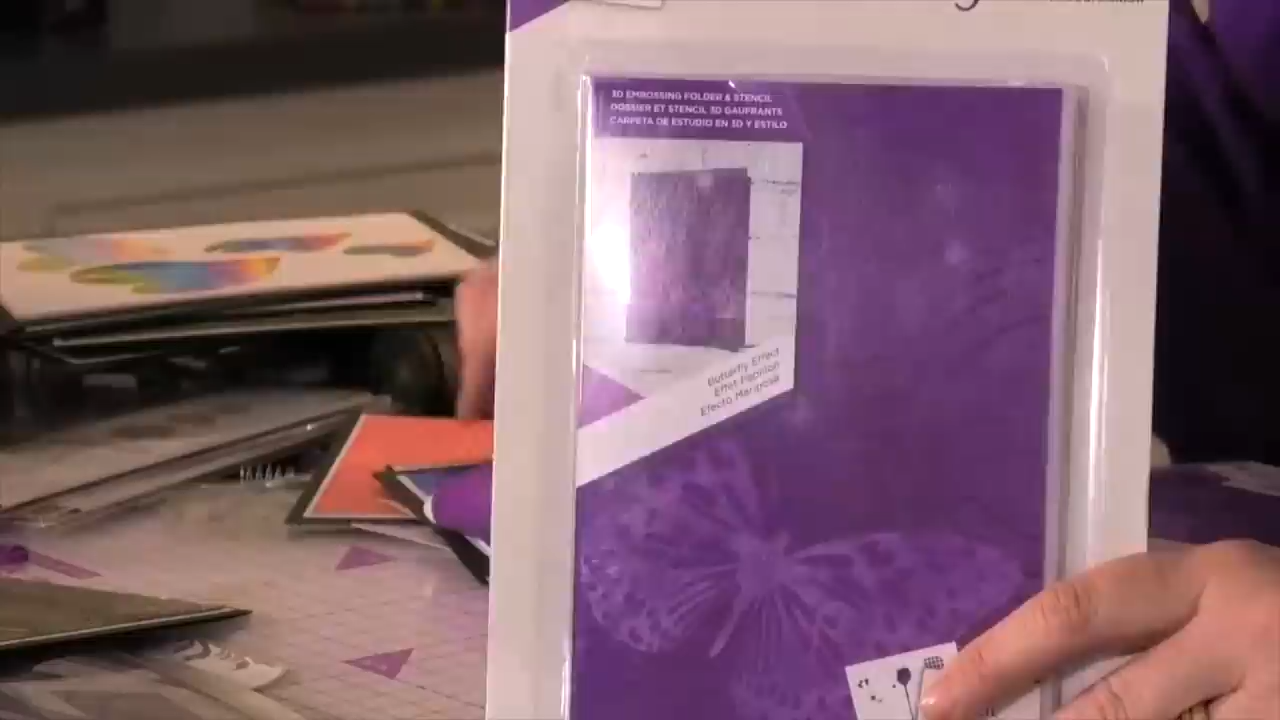 3D EMBOSSING FOLDER & STENCIL
DOSSIER ET STENCIL 3D GAUFRANTS
CARPETA DE ESTUDIO EN 3D Y ESTILO
Butterfly Effect
Effet Papillon
Efecto Mariposa